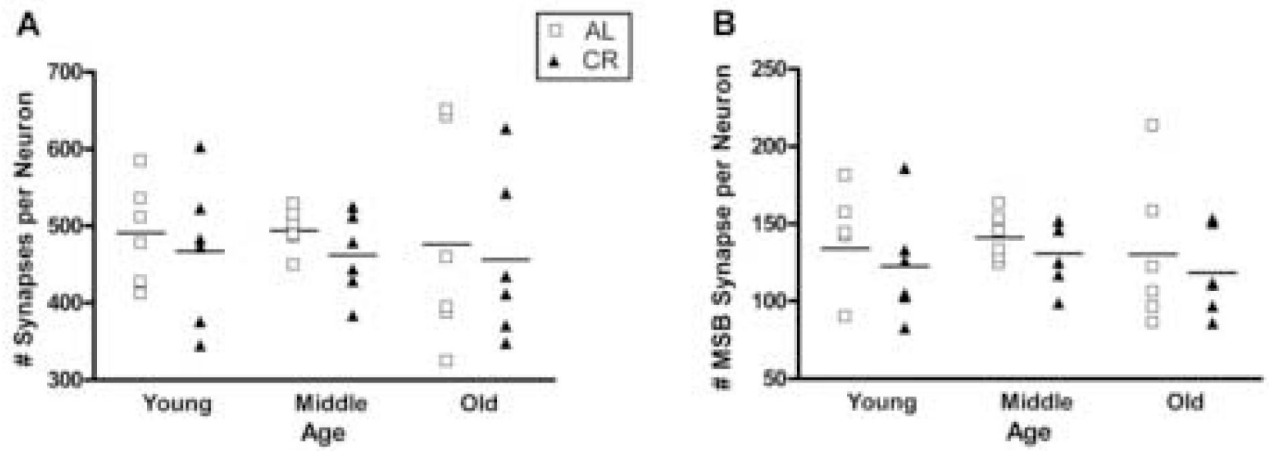 A
AL
CR
# Synapses per Neuron
700
600
500
400
300
Young Middle Old
Age
B
# MSB Synapse per Neuron
250
200
150
100
50
Young Middle Old
Age